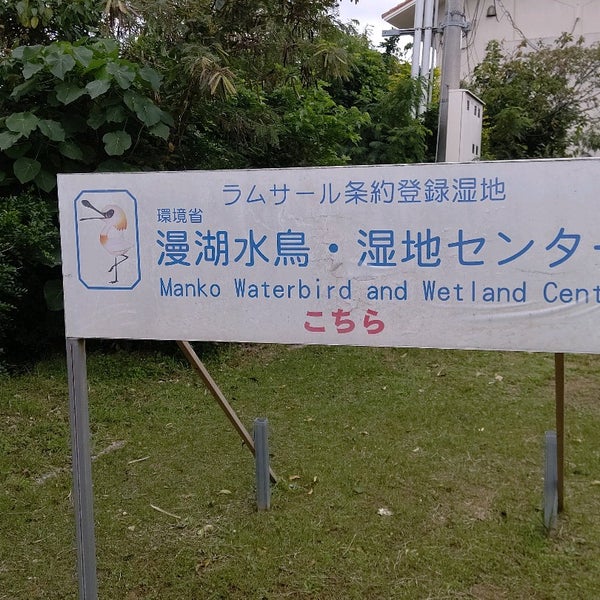 ラムサール条約登録湿地
環境省
漫湖水鳥・湿地センター
Manko Waterbird and Wetland Cent
こちら